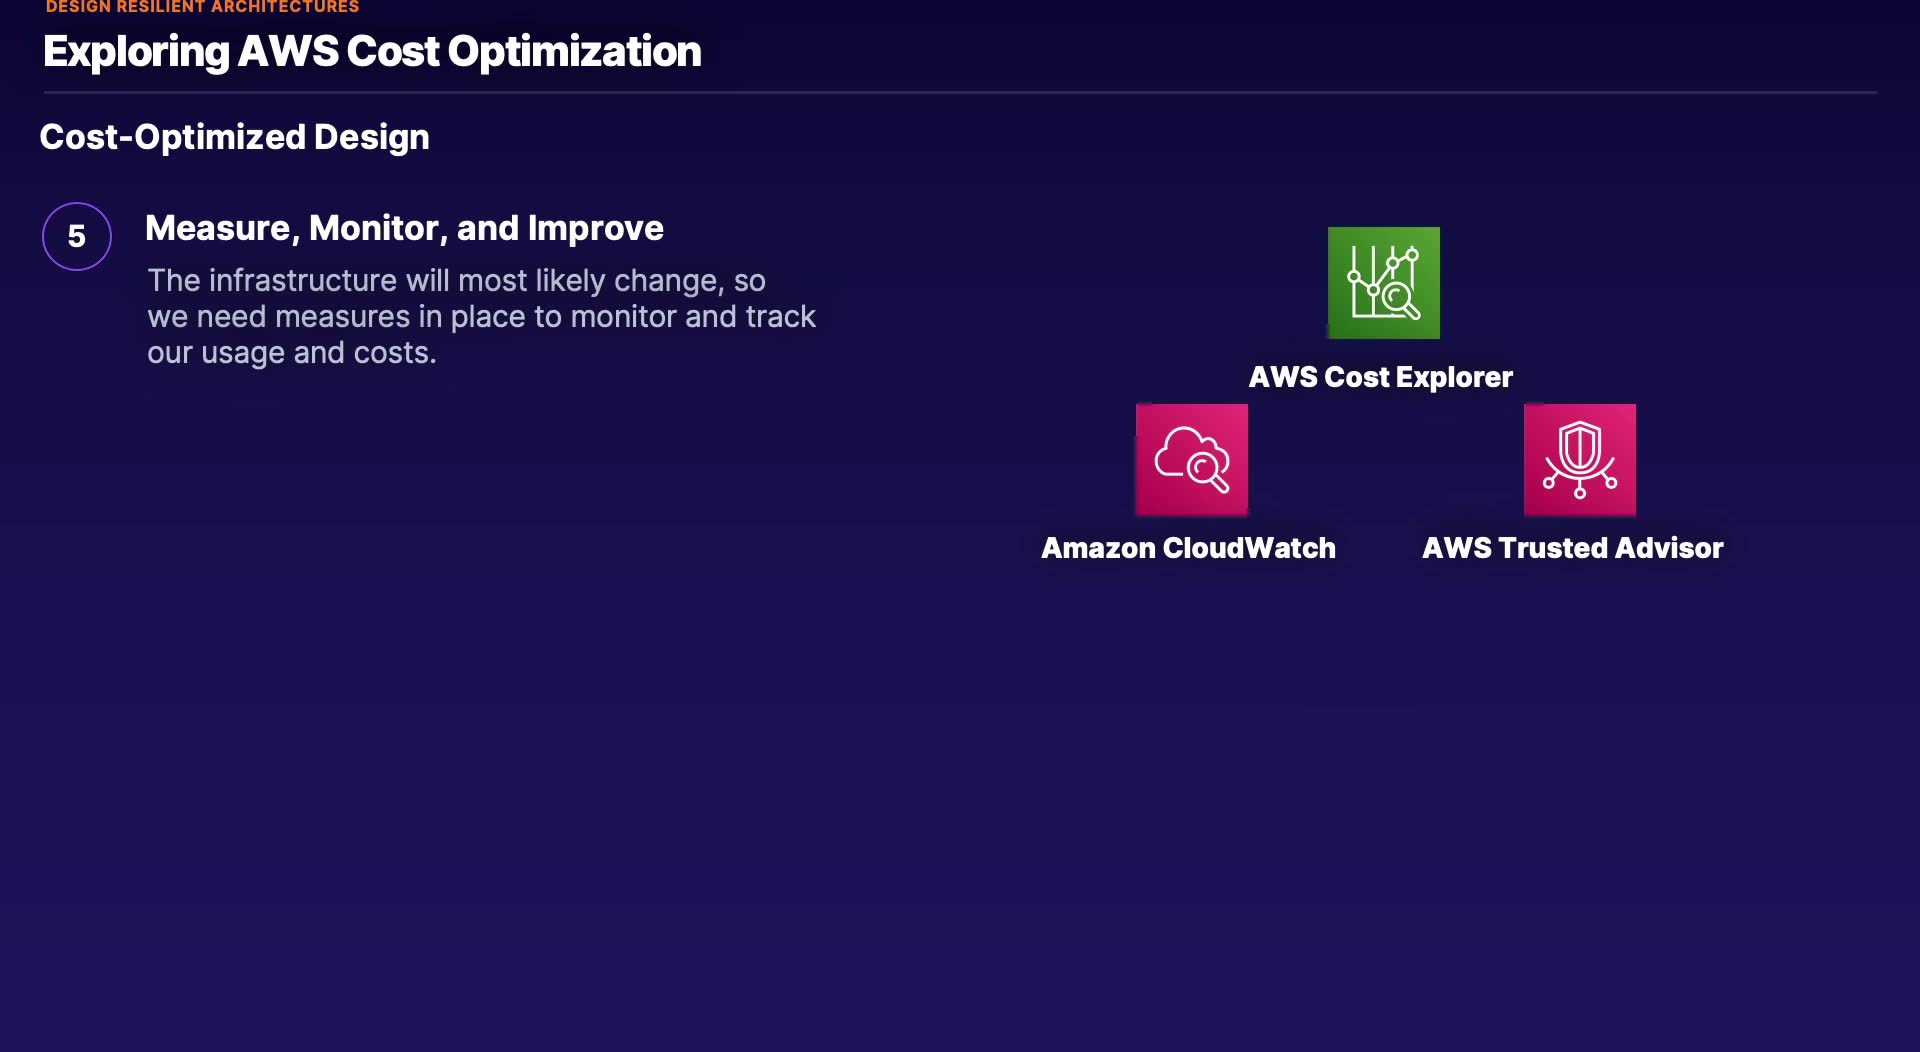 DESIGN RESILIENT ARCHITECTURES
Exploring AWS Cost Optimization
Cost-Optimized Design
5
Measure, Monitor, and Improve
The infrastructure will most likely change, so
we need measures in place to monitor and track
our usage and costs.
AWS Cost Explorer
Amazon CloudWatch
AWS Trusted Advisor